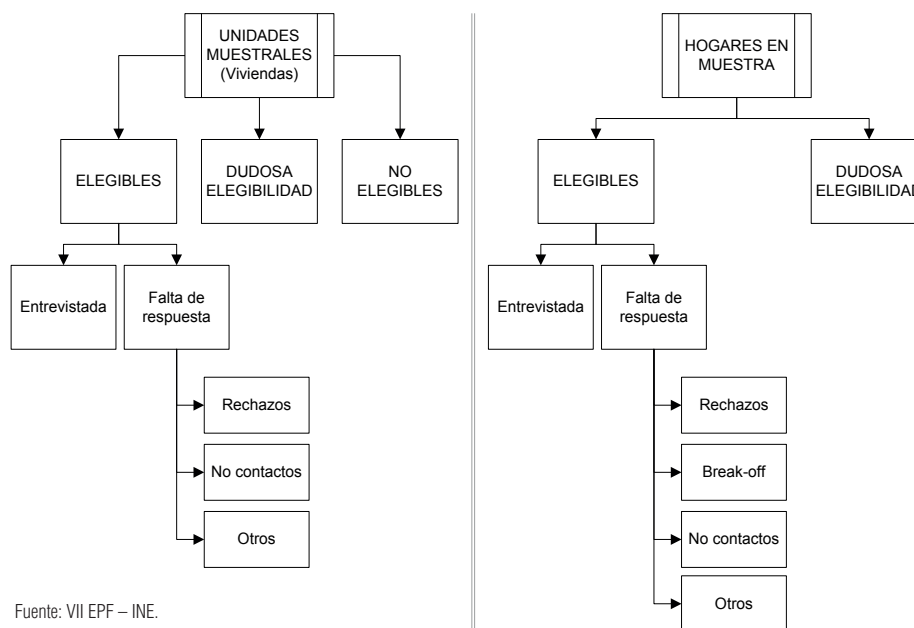 UNIDADES
MUESTRALES
(Viviendas)
ELEGIBLES
DUDOSA
ELEGIBILIDAD
NO
ELEGIBLES
Entrevistada
Falta de
respuesta
Rechazos
No contactos
Otros
Fuente: VII EPF – INE.
HOGARES EN
MUESTRA
ELEGIBLES
DUDOSA
ELEGIBILIDAD
Entrevistada
Falta de
respuesta
Rechazos
Break-off
No contactos
Otros